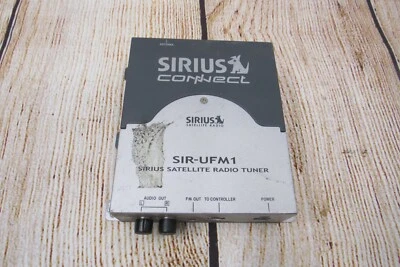 SIRIUS
CONNECT
SIRIUS
SATELLITE RADIO
SIR-UFM1
SIRIUS SATELLITE RADIO TUNER
AUDIO OUT
L R
FM OUT TO CONTROLLER POWER